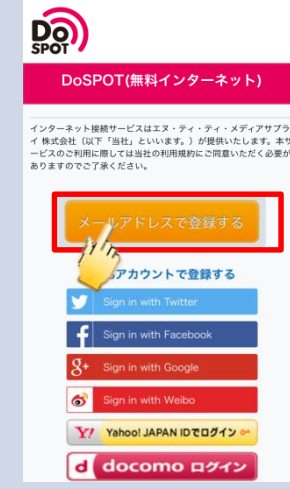 Do
SPOT
DoSPOT(無料インターネット)
インターネット接続サービスはエヌ・ティ・ティ・メディアサプラ
イ 株式会社（以下「当社」といいます。）が提供いたします。本サ
ービスのご利用に際しては当社の利用規約にご同意いただく必要が
ありますのでご了承ください。
メールアドレスで登録する
アカウントで登録する
Sign in with Twitter
f Sign in with Facebook
g+ Sign in with Google
Sign in with Weibo
Y! Yahoo! JAPAN IDでログイン
d docomo ログイン